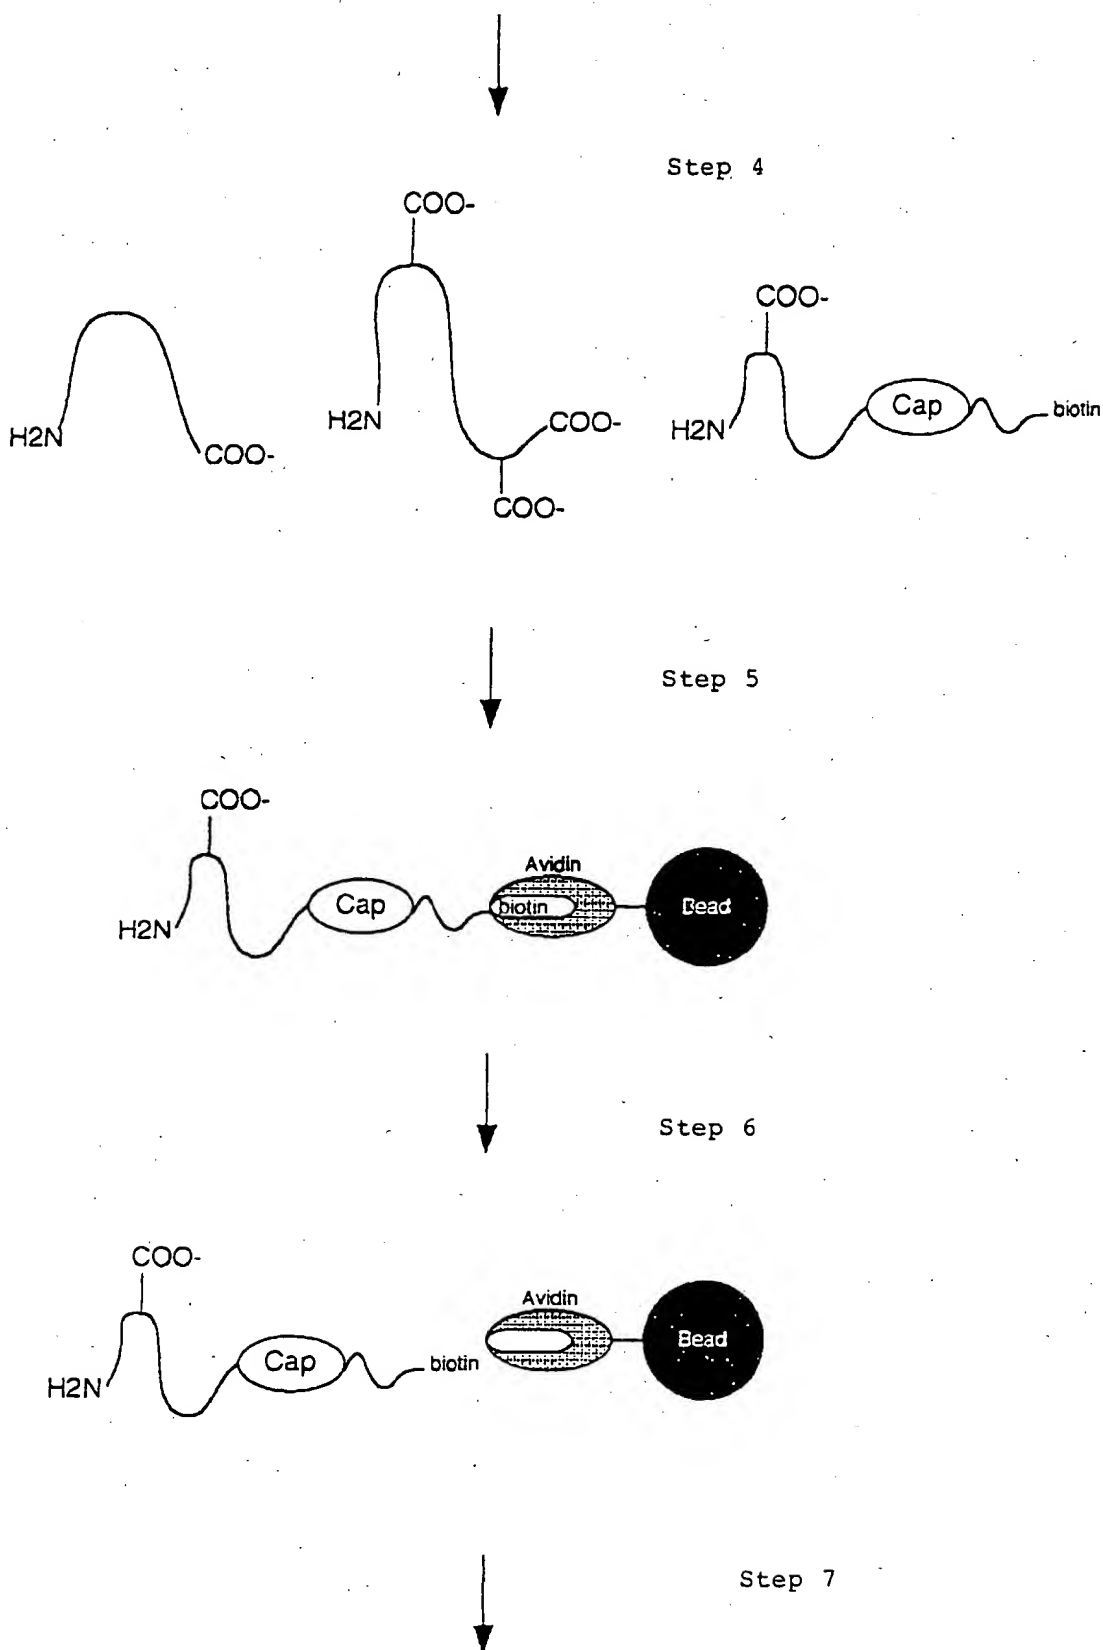 Step 4
COO-
COO-
H2N
COO-
H2N
COO-
COO-
H2N
Cap
biotin
Step 5
COO-
Avidin
Cap
biotin
Bead
H2N
Step 6
COO-
Avidin
Bead
Cap
biotin
H2N
Step 7